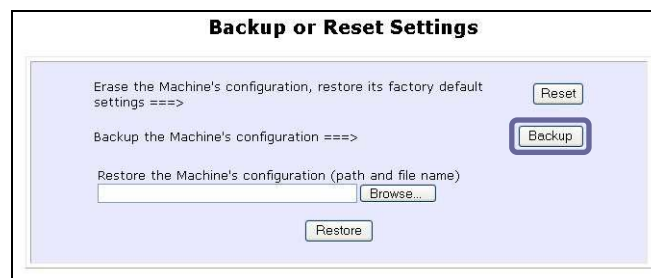 Backup or Reset Settings
Erase the Machine's configuration, restore its factory default
settings ===>
Reset
Backup the Machine's configuration ===>
Backup
Restore the Machine's configuration (path and file name)
Browse...
Restore